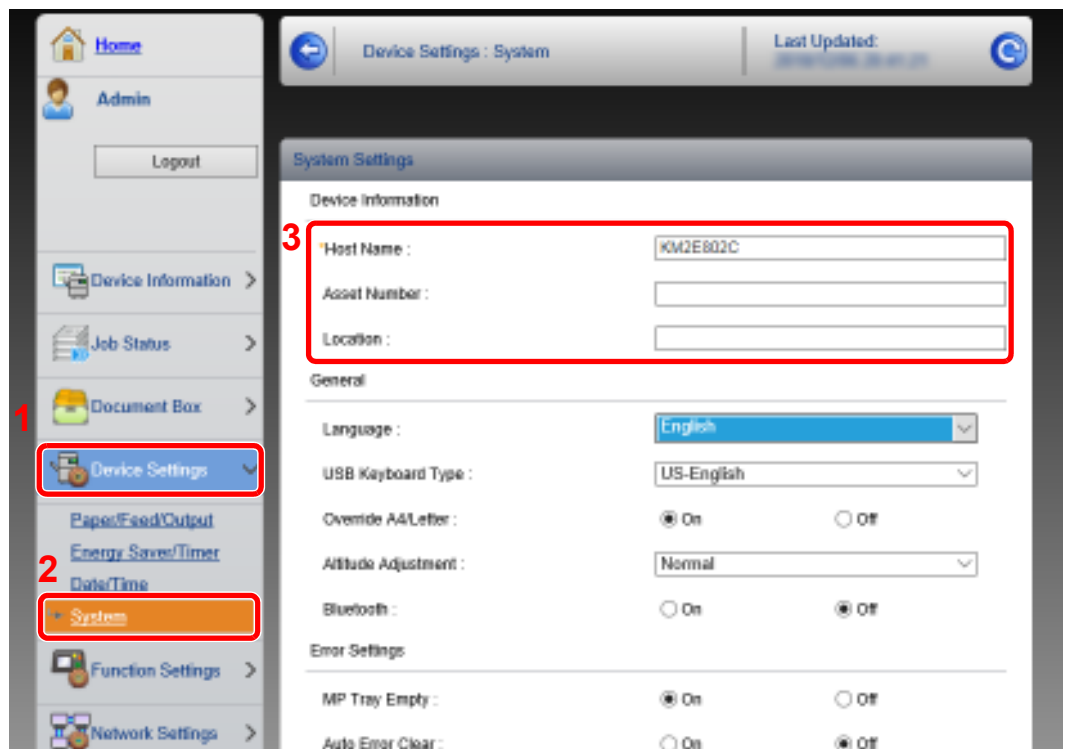 Home
Admin
Logout
Device Information
Job Status
1
Document Box
Device Settings
Paper/Feed/Output
Energy Saver/Timer
2
Date/Time
System
Function Settings
Network Settings
Device Settings : System
Last Updated:
System Settings
Device Information
3
*Host Name : KM2E802C
Asset Number :
Location :
General
Language : English
USB Keyboard Type : US-English
Override A4/Letter : On Off
Altitude Adjustment : Normal
Bluetooth : On Off
Error Settings
MP Tray Empty : On Off
Auto Error Clear : On Off